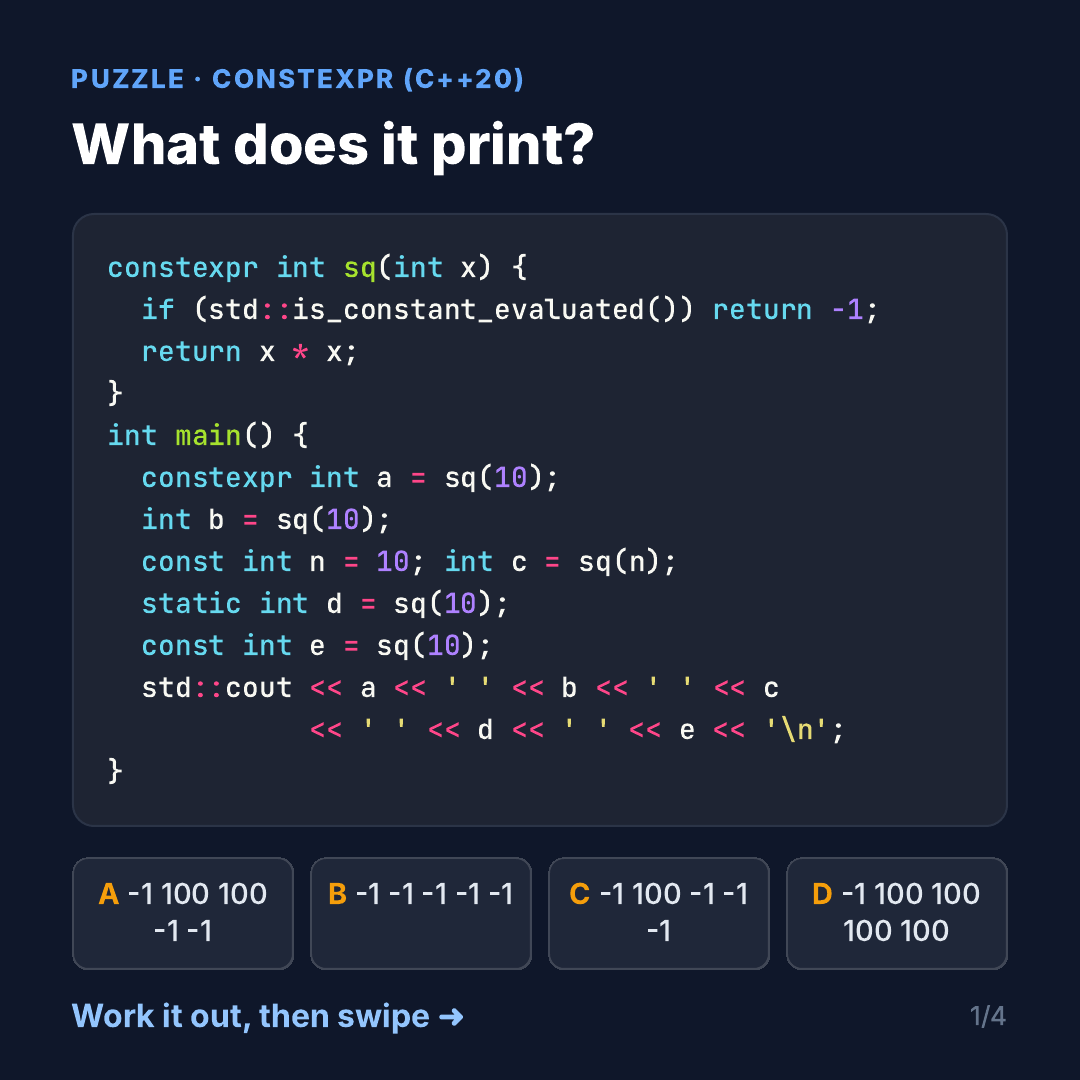 PUZZLE · CONSTEXPR (C++20)
What does it print?
constexpr int sq(int x) {
  if (std::is_constant_evaluated()) return -1;
  return x * x;
}
int main() {
  constexpr int a = sq(10);
  int b = sq(10);
  const int n = 10; int c = sq(n);
  static int d = sq(10);
  const int e = sq(10);
  std::cout << a << ' ' << b << ' ' << c
            << ' ' << d << ' ' << e << '\n';
}
A -1 100 100
-1 -1
B -1 -1 -1 -1 -1
C -1 100 -1 -1
-1
D -1 100 100
100 100
Work it out, then swipe ➜
1/4